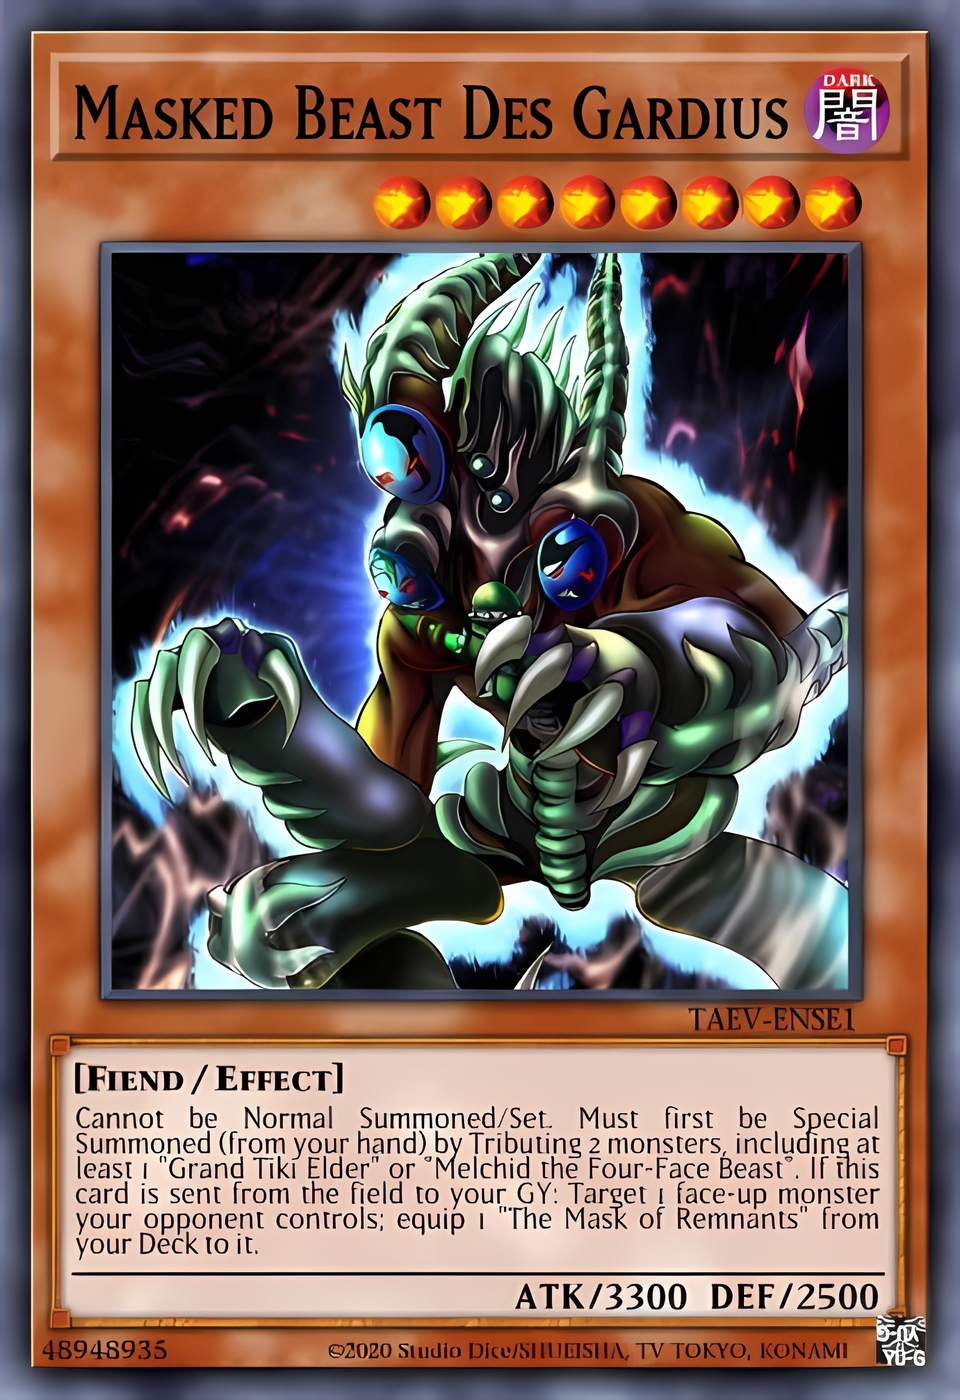 MASKED BEAST DES GARDIUS
DARK
闇
TAEV-ENSE1
[FIEND / EFFECT]
Cannot be Normal Summoned/Set. Must first be Special
Summoned (from your hand) by Tributing 2 monsters, including at
least 1 "Grand Tiki Elder" or "Melchid the Four-Face Beast". If this
card is sent from the field to your GY: Target 1 face-up monster
your opponent controls; equip 1 "The Mask of Remnants" from
your Deck to it.
ATK/3300 DEF/2500
48948935
©2020 Studio Dice/SHUEISHA, TV TOKYO, KONAMI